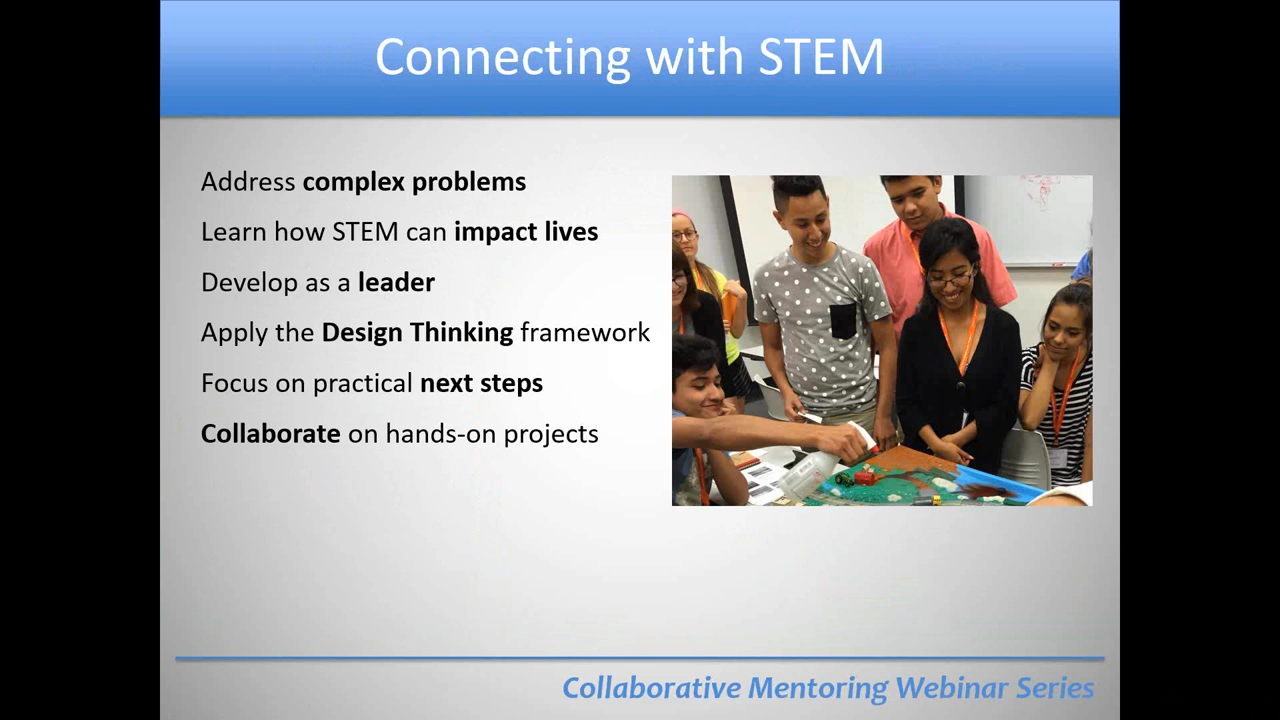 Connecting with STEM
Address complex problems
Learn how STEM can impact lives
Develop as a leader
Apply the Design Thinking framework
Focus on practical next steps
Collaborate on hands-on projects
Collaborative Mentoring Webinar Series